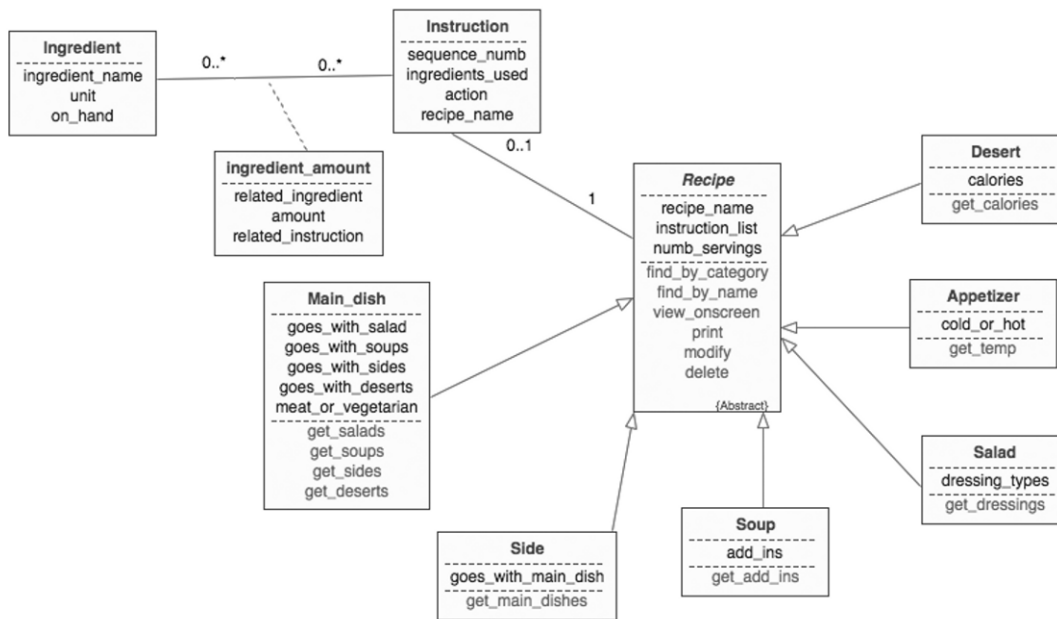 Ingredient
ingredient_name
unit
on_hand
0..*
0..*
Instruction
sequence_numb
ingredients_used
action
recipe_name
0..1
1
ingredient_amount
related_ingredient
amount
related_instruction
Recipe
recipe_name
instruction_list
numb_servings
find_by_category
find_by_name
view_onscreen
print
modify
delete
{Abstract}
Desert
calories
get_calories
Appetizer
cold_or_hot
get_temp
Salad
dressing_types
get_dressings
Main_dish
goes_with_salad
goes_with_soups
goes_with_sides
goes_with_deserts
meat_or_vegetarian
get_salads
get_soups
get_sides
get_deserts
Side
goes_with_main_dish
get_main_dishes
Soup
add_ins
get_add_ins